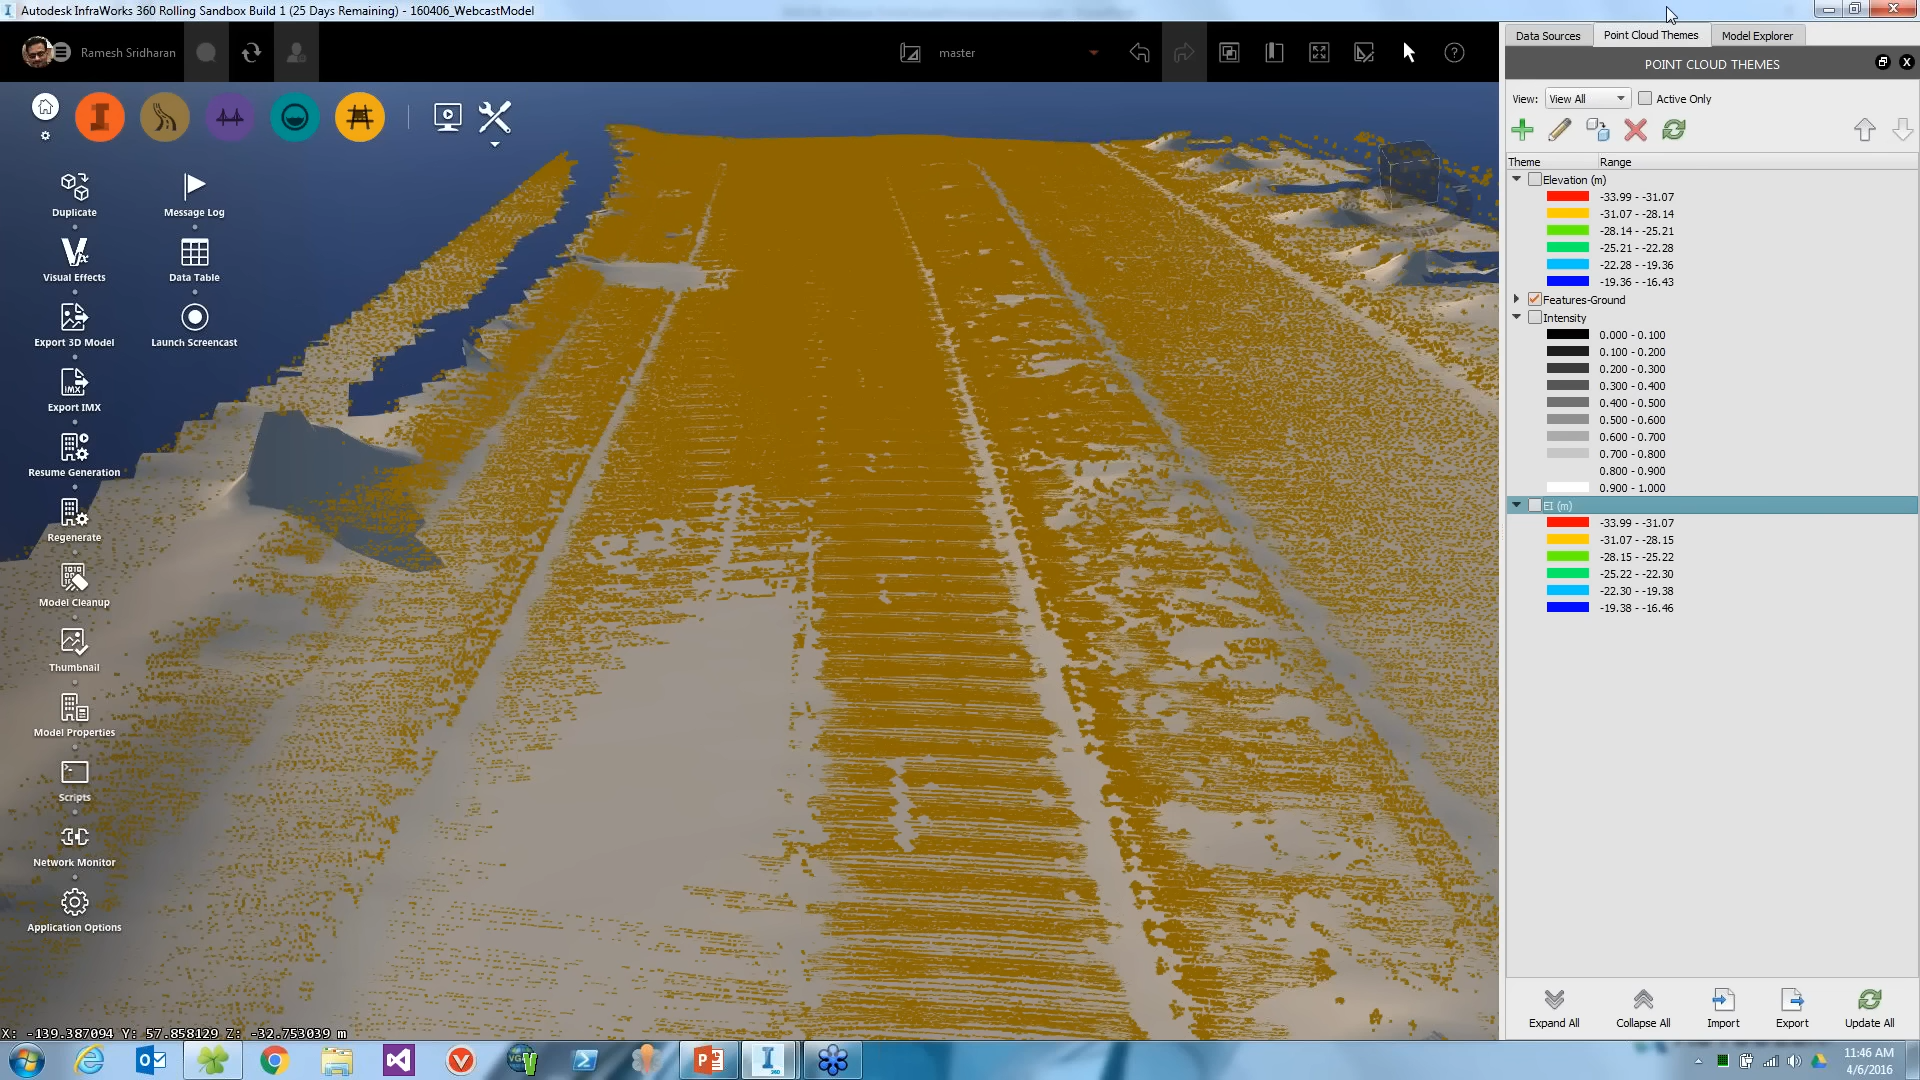 Autodesk InfraWorks 360 Rolling Sandbox Build 1 (25 Days Remaining) - 160406_WebcastModel
Ramesh Sridharan
master
Duplicate
Message Log
Visual Effects
Data Table
Export 3D Model
Launch Screencast
IMX
Export IMX
Resume Generation
Regenerate
Model Cleanup
Thumbnail
Model Properties
Scripts
Network Monitor
Application Options
X: -139.387094 Y: 57.858129 Z: -32.753039 m
Data Sources
Point Cloud Themes
Model Explorer
POINT CLOUD THEMES
View:
View All
Active Only
Theme
Range
Elevation (m)
-33.99 - -31.07
-31.07 - -28.14
-28.14 - -25.21
-25.21 - -22.28
-22.28 - -19.36
-19.36 - -16.43
Features-Ground
Intensity
0.000 - 0.100
0.100 - 0.200
0.200 - 0.300
0.300 - 0.400
0.400 - 0.500
0.500 - 0.600
0.600 - 0.700
0.700 - 0.800
0.800 - 0.900
0.900 - 1.000
EI (m)
-33.99 - -31.07
-31.07 - -28.15
-28.15 - -25.22
-25.22 - -22.30
-22.30 - -19.38
-19.38 - -16.46
Expand All
Collapse All
Import
Export
Update All
11:46 AM
4/6/2016